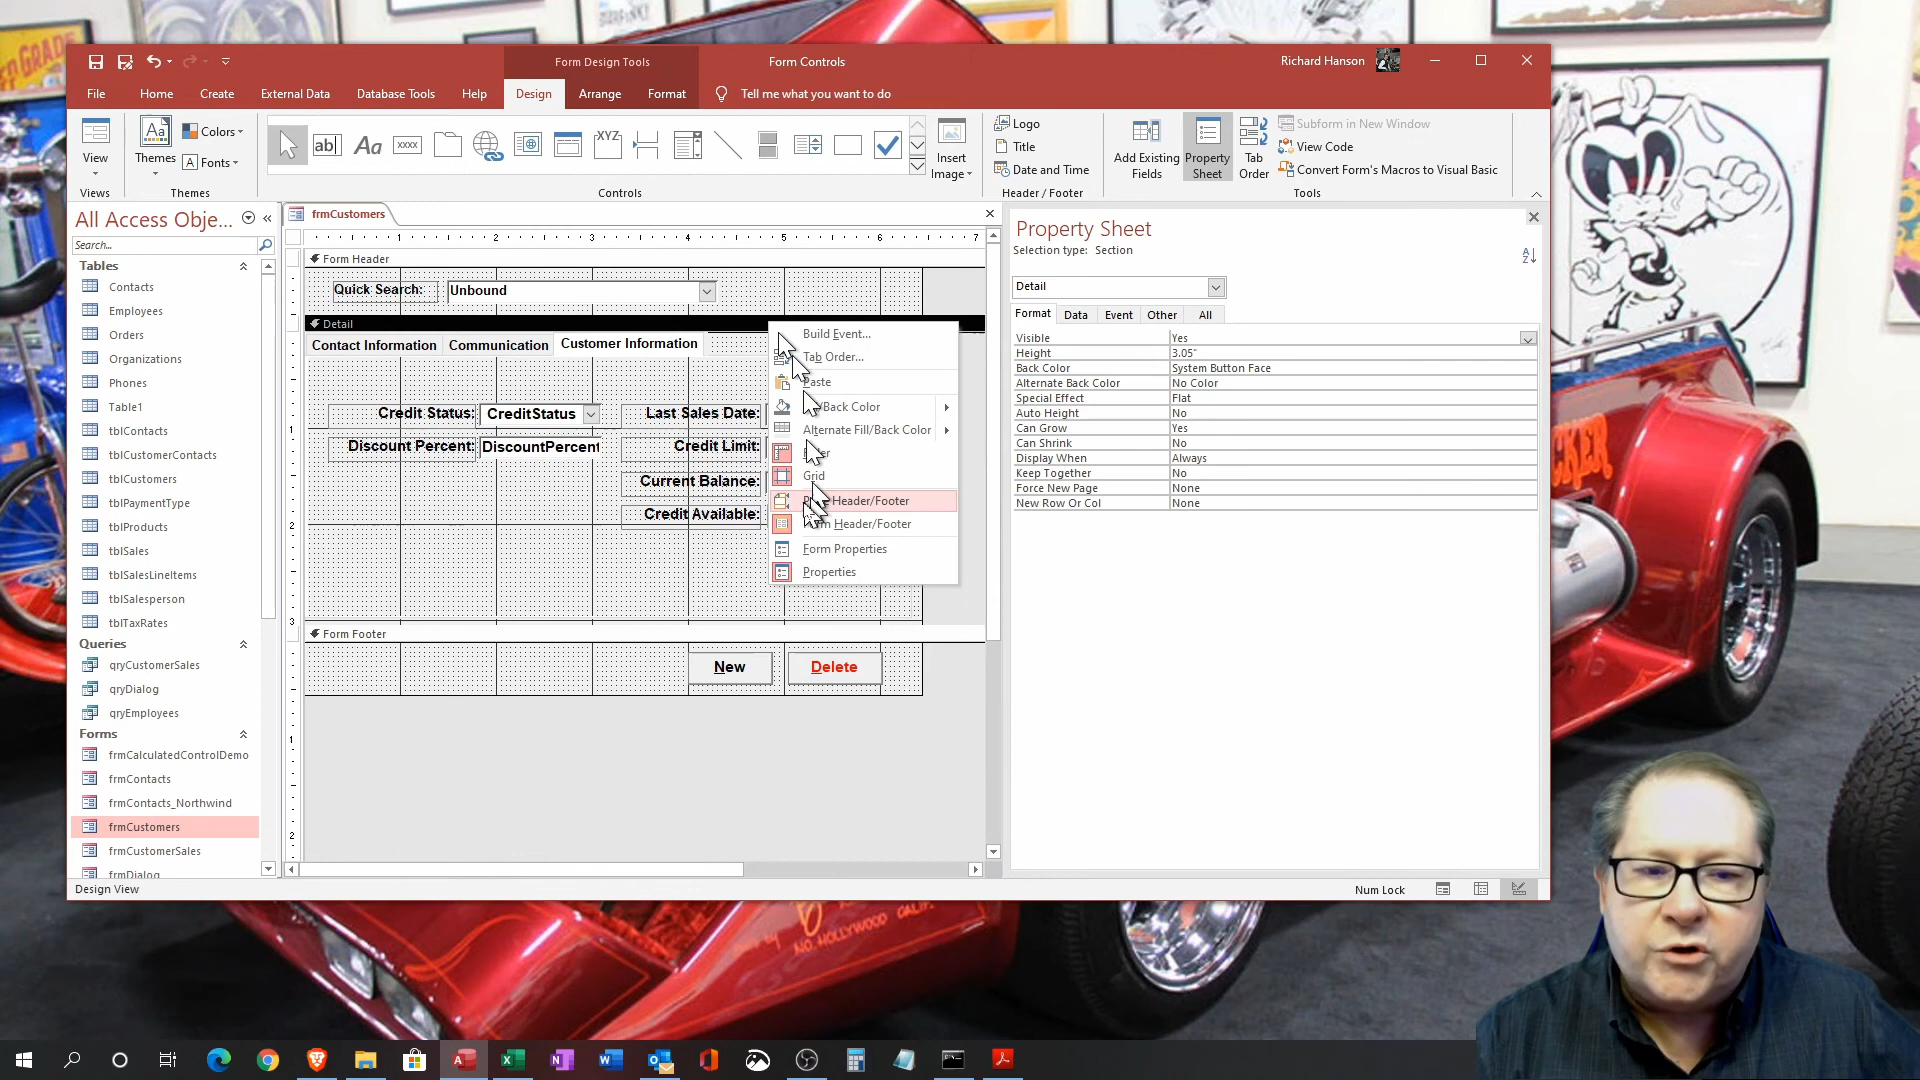 Form Design Tools
Form Controls
Richard Hanson
File
Home
Create
External Data
Database Tools
Help
Design
Arrange
Format
Tell me what you want to do
View
Views
Themes
Colors
Fonts
Themes
Controls
Insert
Image
Logo
Title
Date and Time
Header / Footer
Add Existing
Fields
Property
Sheet
Tab
Order
Subform in New Window
View Code
Convert Form's Macros to Visual Basic
Tools
All Access Obje...
Search...
Tables
Contacts
Employees
Orders
Organizations
Phones
Table1
tblContacts
tblCustomerContacts
tblCustomers
tblPaymentType
tblProducts
tblSales
tblSalesLineItems
tblSalesperson
tblTaxRates
Queries
qryCustomerSales
qryDialog
qryEmployees
Forms
frmCalculatedControlDemo
frmContacts
frmContacts_Northwind
frmCustomers
frmCustomerSales
frmDialog
frmCustomers
Form Header
Quick Search:
Unbound
Detail
Contact Information
Communication
Customer Information
Credit Status:
CreditStatus
Last Sales Date:
Discount Percent:
DiscountPercent
Credit Limit:
Current Balance:
Credit Available:
Form Footer
New
Delete
Build Event...
Tab Order...
Paste
/Back Color
Alternate Fill/Back Color
Grid
Header/Footer
Header/Footer
Form Properties
Properties
Property Sheet
Selection type: Section
Detail
Format
Data
Event
Other
All
Visible Yes
Height 3.05"
Back Color System Button Face
Alternate Back Color No Color
Special Effect Flat
Auto Height No
Can Grow Yes
Can Shrink No
Display When Always
Keep Together No
Force New Page None
New Row Or Col None
Design View
Num Lock
NO. HOLLYWOOD CALIF.